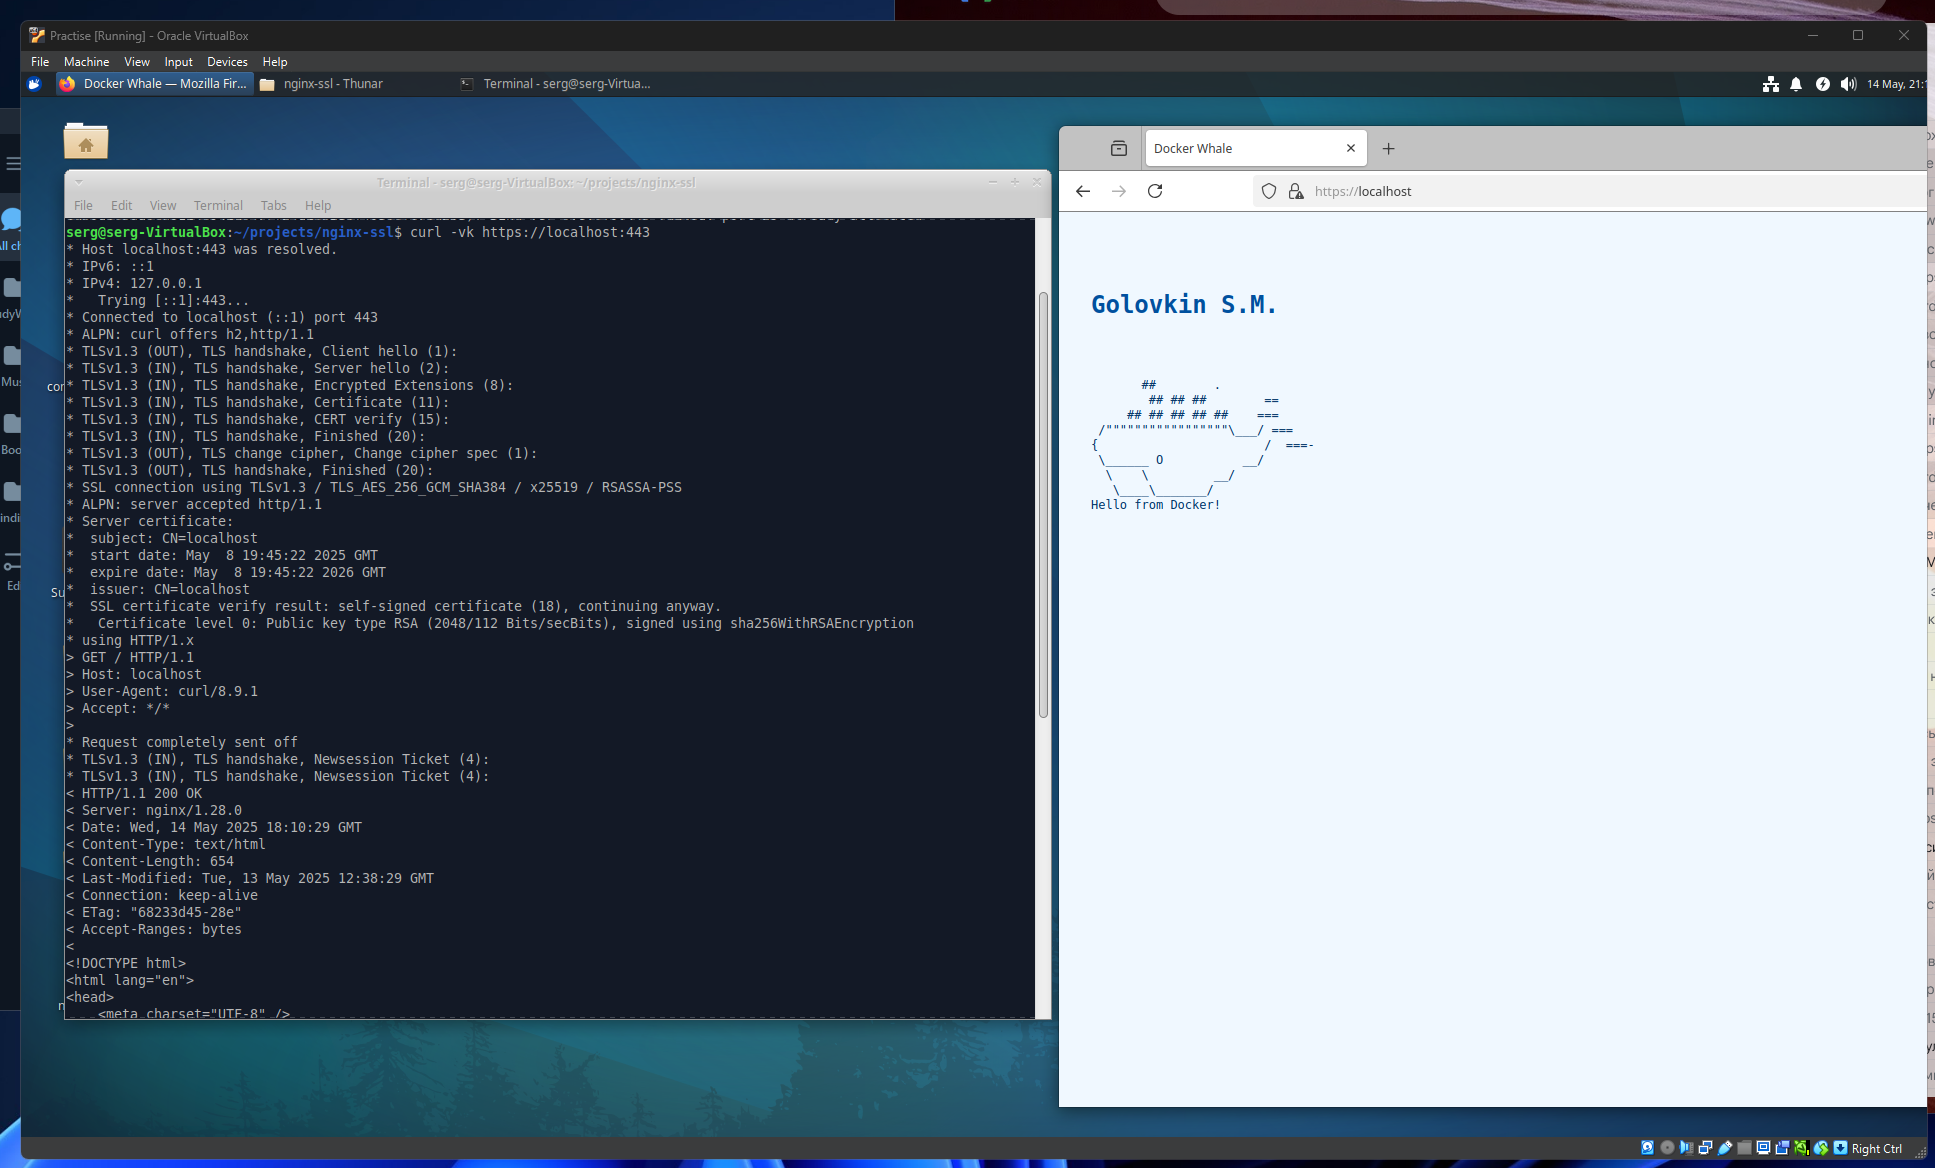 Practise [Running] - Oracle VirtualBox
File Machine View Input Devices Help
Docker Whale — Mozilla Fir...
nginx-ssl - Thunar
Terminal - serg@serg-Virtua...
14 May, 21:
Terminal - serg@serg-VirtualBox: ~/projects/nginx-ssl
File Edit View Terminal Tabs Help
serg@serg-VirtualBox:~/projects/nginx-ssl$ curl -vk https://localhost:443
* Host localhost:443 was resolved.
* IPv6: ::1
* IPv4: 127.0.0.1
*   Trying [::1]:443...
* Connected to localhost (::1) port 443
* ALPN: curl offers h2,http/1.1
* TLSv1.3 (OUT), TLS handshake, Client hello (1):
* TLSv1.3 (IN), TLS handshake, Server hello (2):
* TLSv1.3 (IN), TLS handshake, Encrypted Extensions (8):
* TLSv1.3 (IN), TLS handshake, Certificate (11):
* TLSv1.3 (IN), TLS handshake, CERT verify (15):
* TLSv1.3 (IN), TLS handshake, Finished (20):
* TLSv1.3 (OUT), TLS change cipher, Change cipher spec (1):
* TLSv1.3 (OUT), TLS handshake, Finished (20):
* SSL connection using TLSv1.3 / TLS_AES_256_GCM_SHA384 / x25519 / RSASSA-PSS
* ALPN: server accepted http/1.1
* Server certificate:
*  subject: CN=localhost
*  start date: May  8 19:45:22 2025 GMT
*  expire date: May  8 19:45:22 2026 GMT
*  issuer: CN=localhost
*  SSL certificate verify result: self-signed certificate (18), continuing anyway.
*   Certificate level 0: Public key type RSA (2048/112 Bits/secBits), signed using sha256WithRSAEncryption
* using HTTP/1.x
> GET / HTTP/1.1
> Host: localhost
> User-Agent: curl/8.9.1
> Accept: */*
>
* Request completely sent off
* TLSv1.3 (IN), TLS handshake, Newsession Ticket (4):
* TLSv1.3 (IN), TLS handshake, Newsession Ticket (4):
< HTTP/1.1 200 OK
< Server: nginx/1.28.0
< Date: Wed, 14 May 2025 18:10:29 GMT
< Content-Type: text/html
< Content-Length: 654
< Last-Modified: Tue, 13 May 2025 12:38:29 GMT
< Connection: keep-alive
< ETag: "68233d45-28e"
< Accept-Ranges: bytes
<
<!DOCTYPE html>
<html lang="en">
<head>
    <meta charset="UTF-8" />
Docker Whale
https://localhost
Golovkin S.M.
       ##        .
        ## ## ##        ==
     ## ## ## ## ##    ===
 /"""""""""""""""""\___/ ===
{                       /  ===-
 \______ O           __/
  \    \         __/
   \____\_______/
Hello from Docker!
Right Ctrl